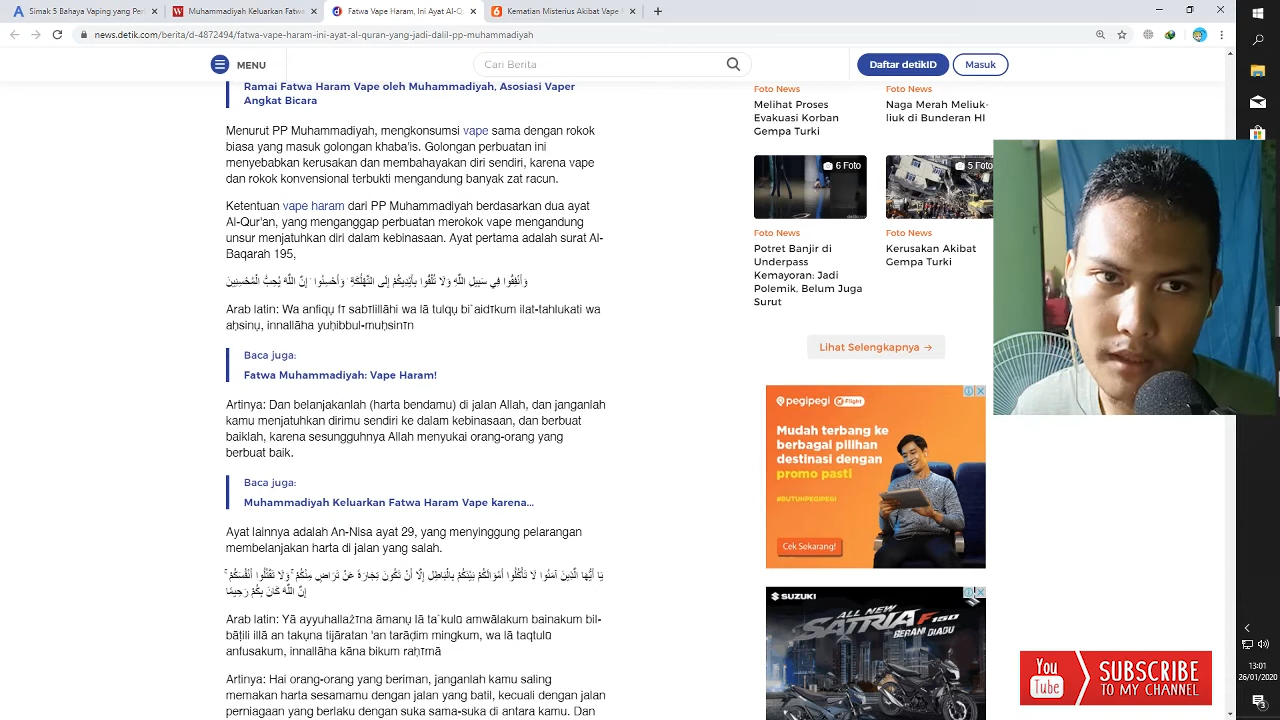 Simak 5 Bahaya Vaping yang Per
Muhammadiyah Keluarkan Fatwa
Fatwa Vape Haram, Ini Ayat Al-Q
Kematian Misterius Akibat Vape
news.detik.com/berita/d-4872494/fatwa-vape-haram-ini-ayat-al-quran-yang-jadi-dalil-pp-muhammadiyah
MENU
Cari Berita
Daftar detikID
Masuk
Ramai Fatwa Haram Vape oleh Muhammadiyah, Asosiasi Vaper
Angkat Bicara
Menurut PP Muhammadiyah, mengkonsumsi vape sama dengan rokok
biasa yang masuk golongan khaba'is. Golongan perbuatan ini
menyebabkan kerusakan dan membahayakan diri sendiri, karena vape
dan rokok konvensional terbukti mengandung banyak zat racun.
Ketentuan vape haram dari PP Muhammadiyah berdasarkan dua ayat
Al-Qur'an, yang menganggap perbuatan merokok vape mengandung
unsur menjatuhkan diri dalam kebinasaan. Ayat pertama adalah surat Al-
Baqarah 195,
وَأَنْفِقُوا فِي سَبِيلِ اللَّهِ وَلَا تُلْقُوا بِأَيْدِيكُمْ إِلَى التَّهْلُكَةِ ۛ وَأَحْسِنُوا ۛ إِنَّ اللَّهَ يُحِبُّ الْمُحْسِنِينَ
Arab latin: Wa anfiqụ fī sabīlillāhi wa lā tulqụ bi`aidīkum ilat-tahlukati wa
aḥsinụ, innallāha yuḥibbul-muḥsinīn
Baca juga:
Fatwa Muhammadiyah: Vape Haram!
Artinya: Dan belanjakanlah (harta bendamu) di jalan Allah, dan janganlah
kamu menjatuhkan dirimu sendiri ke dalam kebinasaan, dan berbuat
baiklah, karena sesungguhnya Allah menyukai orang-orang yang
berbuat baik.
Baca juga:
Muhammadiyah Keluarkan Fatwa Haram Vape karena...
Ayat lainnya adalah An-Nisa ayat 29, yang menyinggung pelarangan
membelanjakan harta di jalan yang salah.
يَا أَيُّهَا الَّذِينَ آمَنُوا لَا تَأْكُلُوا أَمْوَالَكُمْ بَيْنَكُمْ بِالْبَاطِلِ إِلَّا أَنْ تَكُونَ تِجَارَةً عَنْ تَرَاضٍ مِنْكُمْ ۚ وَلَا تَقْتُلُوا أَنْفُسَكُمْ ۚ
إِنَّ اللَّهَ كَانَ بِكُمْ رَحِيمًا
Arab latin: Yā ayyuhallażīna āmanụ lā ta`kulū amwālakum bainakum bil-
bāṭili illā an takụna tijāratan 'an tarāḍim mingkum, wa lā taqtulū
anfusakum, innallāha kāna bikum raḥīmā
Artinya: Hai orang-orang yang beriman, janganlah kamu saling
memakan harta sesamamu dengan jalan yang batil, kecuali dengan jalan
perniagaan yang berlaku dengan suka sama-suka di antara kamu. Dan
Foto News
Melihat Proses
Evakuasi Korban
Gempa Turki
Foto News
Naga Merah Meliuk-
liuk di Bunderan HI
6 Foto
5 Foto
Foto News
Potret Banjir di
Underpass
Kemayoran: Jadi
Polemik, Belum Juga
Surut
Foto News
Kerusakan Akibat
Gempa Turki
Lihat Selengkapnya →
pegipegi Flight
Mudah terbang ke
berbagai pilihan
destinasi dengan
promo pasti
#BUTUHPEGIPEGI
Cek Sekarang!
SUZUKI
ALL NEW
SATRIA F150
BERANI DIADU
You
Tube
SUBSCRIBE
TO MY CHANNEL
13:01
26/01/2020